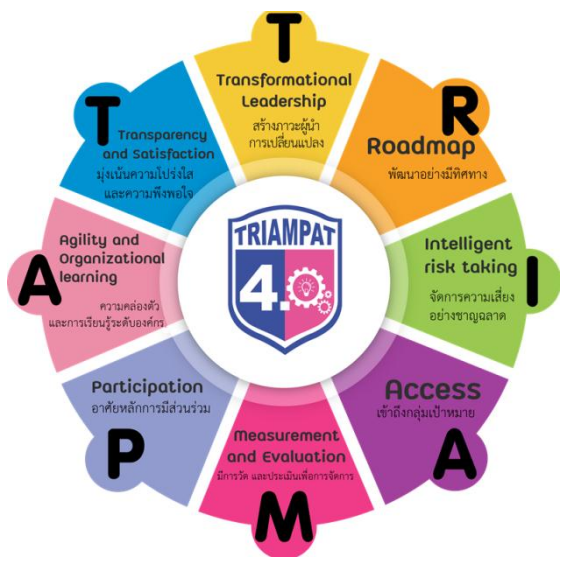 T
Transformational
Leadership
สร้างภาวะผู้นำ
การเปลี่ยนแปลง
R
Roadmap
พัฒนาอย่างมีทิศทาง
I
Intelligent
risk taking
จัดการความเสี่ยง
อย่างชาญฉลาด
A
Access
เข้าถึงกลุ่มเป้าหมาย
M
Measurement
and Evaluation
มีการวัด และประเมินเพื่อการจัดการ
P
Participation
อาศัยหลักการมีส่วนร่วม
A
Agility and
Organizational
learning
ความคล่องตัว
และการเรียนรู้ระดับองค์กร
T
Transparency
and Satisfaction
มุ่งเน้นความโปร่งใส
และความพึงพอใจ
TRIAMPAT
4.